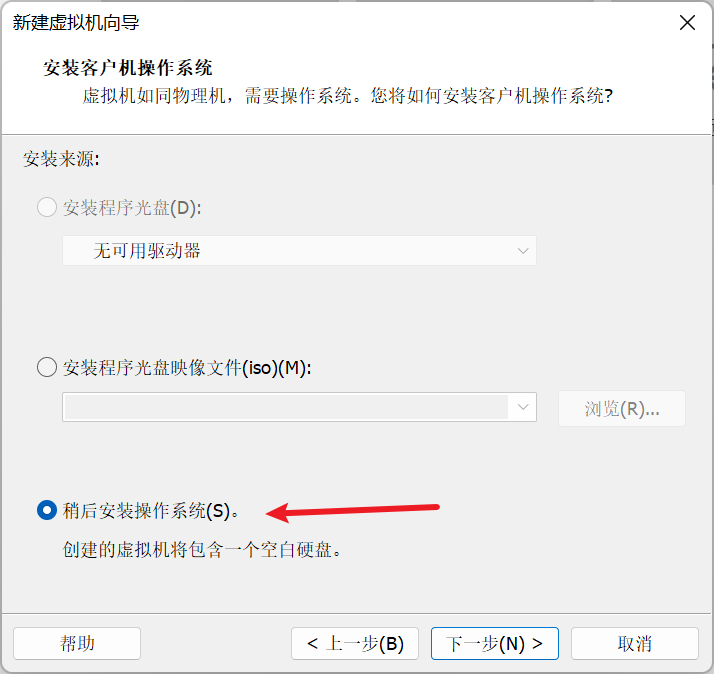 新建虚拟机向导
安装客户机操作系统
虚拟机如同物理机，需要操作系统。您将如何安装客户机操作系统?
安装来源:
安装程序光盘(D):
无可用驱动器
安装程序光盘映像文件(iso)(M):
浏览(R)...
稍后安装操作系统(S)。
创建的虚拟机将包含一个空白硬盘。
帮助
< 上一步(B)
下一步(N) >
取消